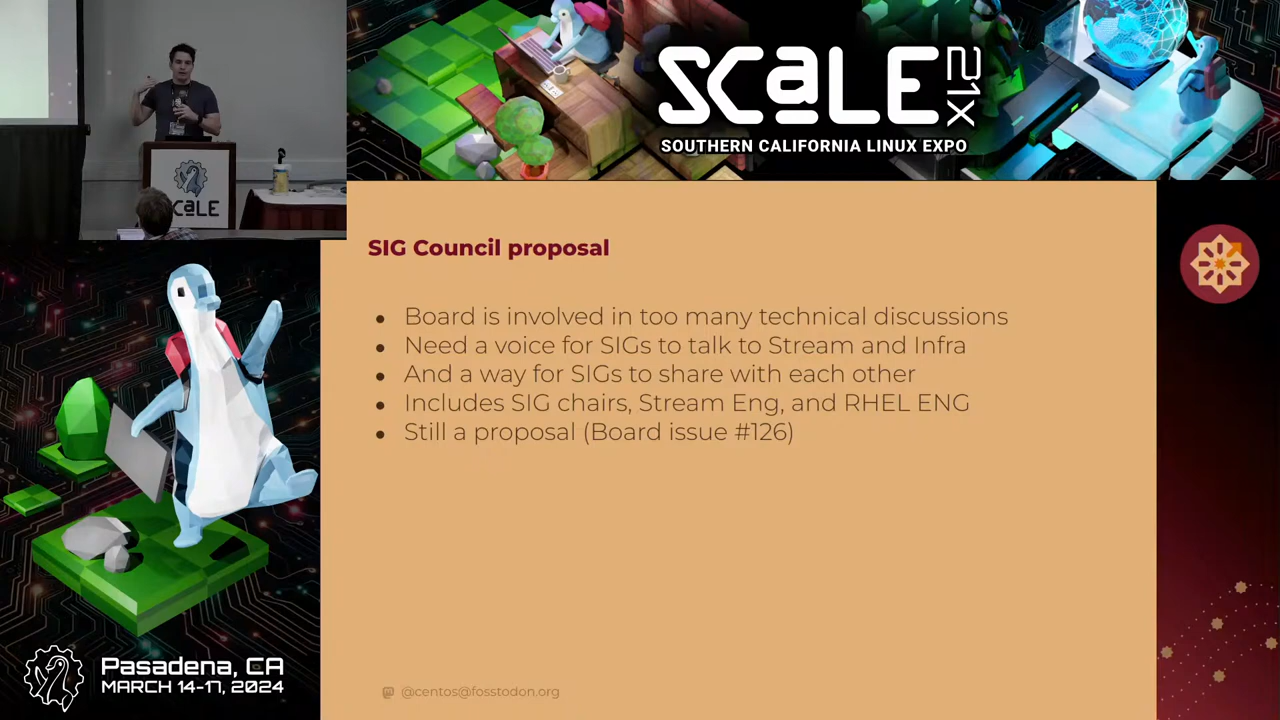 SCaLE 21X
SOUTHERN CALIFORNIA LINUX EXPO
SCaLE
SIG Council proposal
• Board is involved in too many technical discussions
• Need a voice for SIGs to talk to Stream and Infra
• And a way for SIGs to share with each other
• Includes SIG chairs, Stream Eng, and RHEL ENG
• Still a proposal (Board issue #126)
Pasadena, CA
MARCH 14-17, 2024
@centos@fosstodon.org